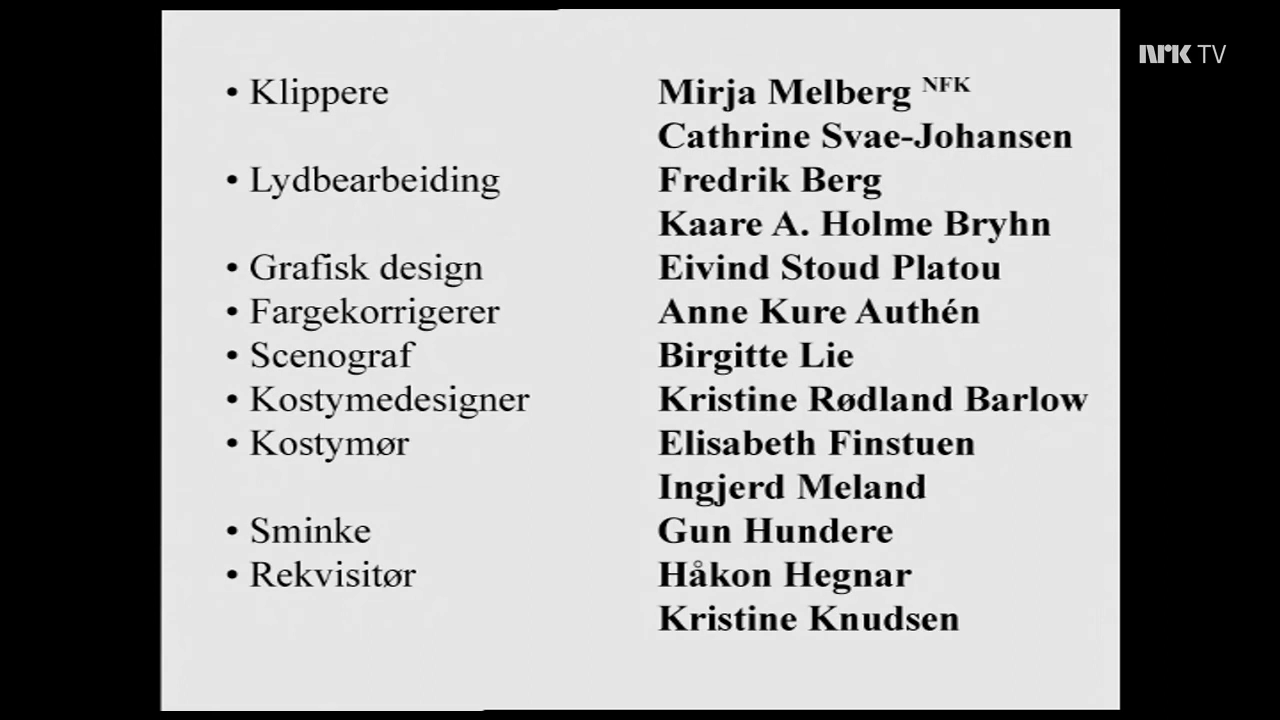 nrk TV
• Klippere Mirja Melberg NFK
Cathrine Svae-Johansen
• Lydbearbeiding Fredrik Berg
Kaare A. Holme Bryhn
• Grafisk design Eivind Stoud Platou
• Fargekorrigerer Anne Kure Authén
• Scenograf Birgitte Lie
• Kostymedesigner Kristine Rødland Barlow
• Kostymør Elisabeth Finstuen
Ingjerd Meland
• Sminke Gun Hundere
• Rekvisitør Håkon Hegnar
Kristine Knudsen